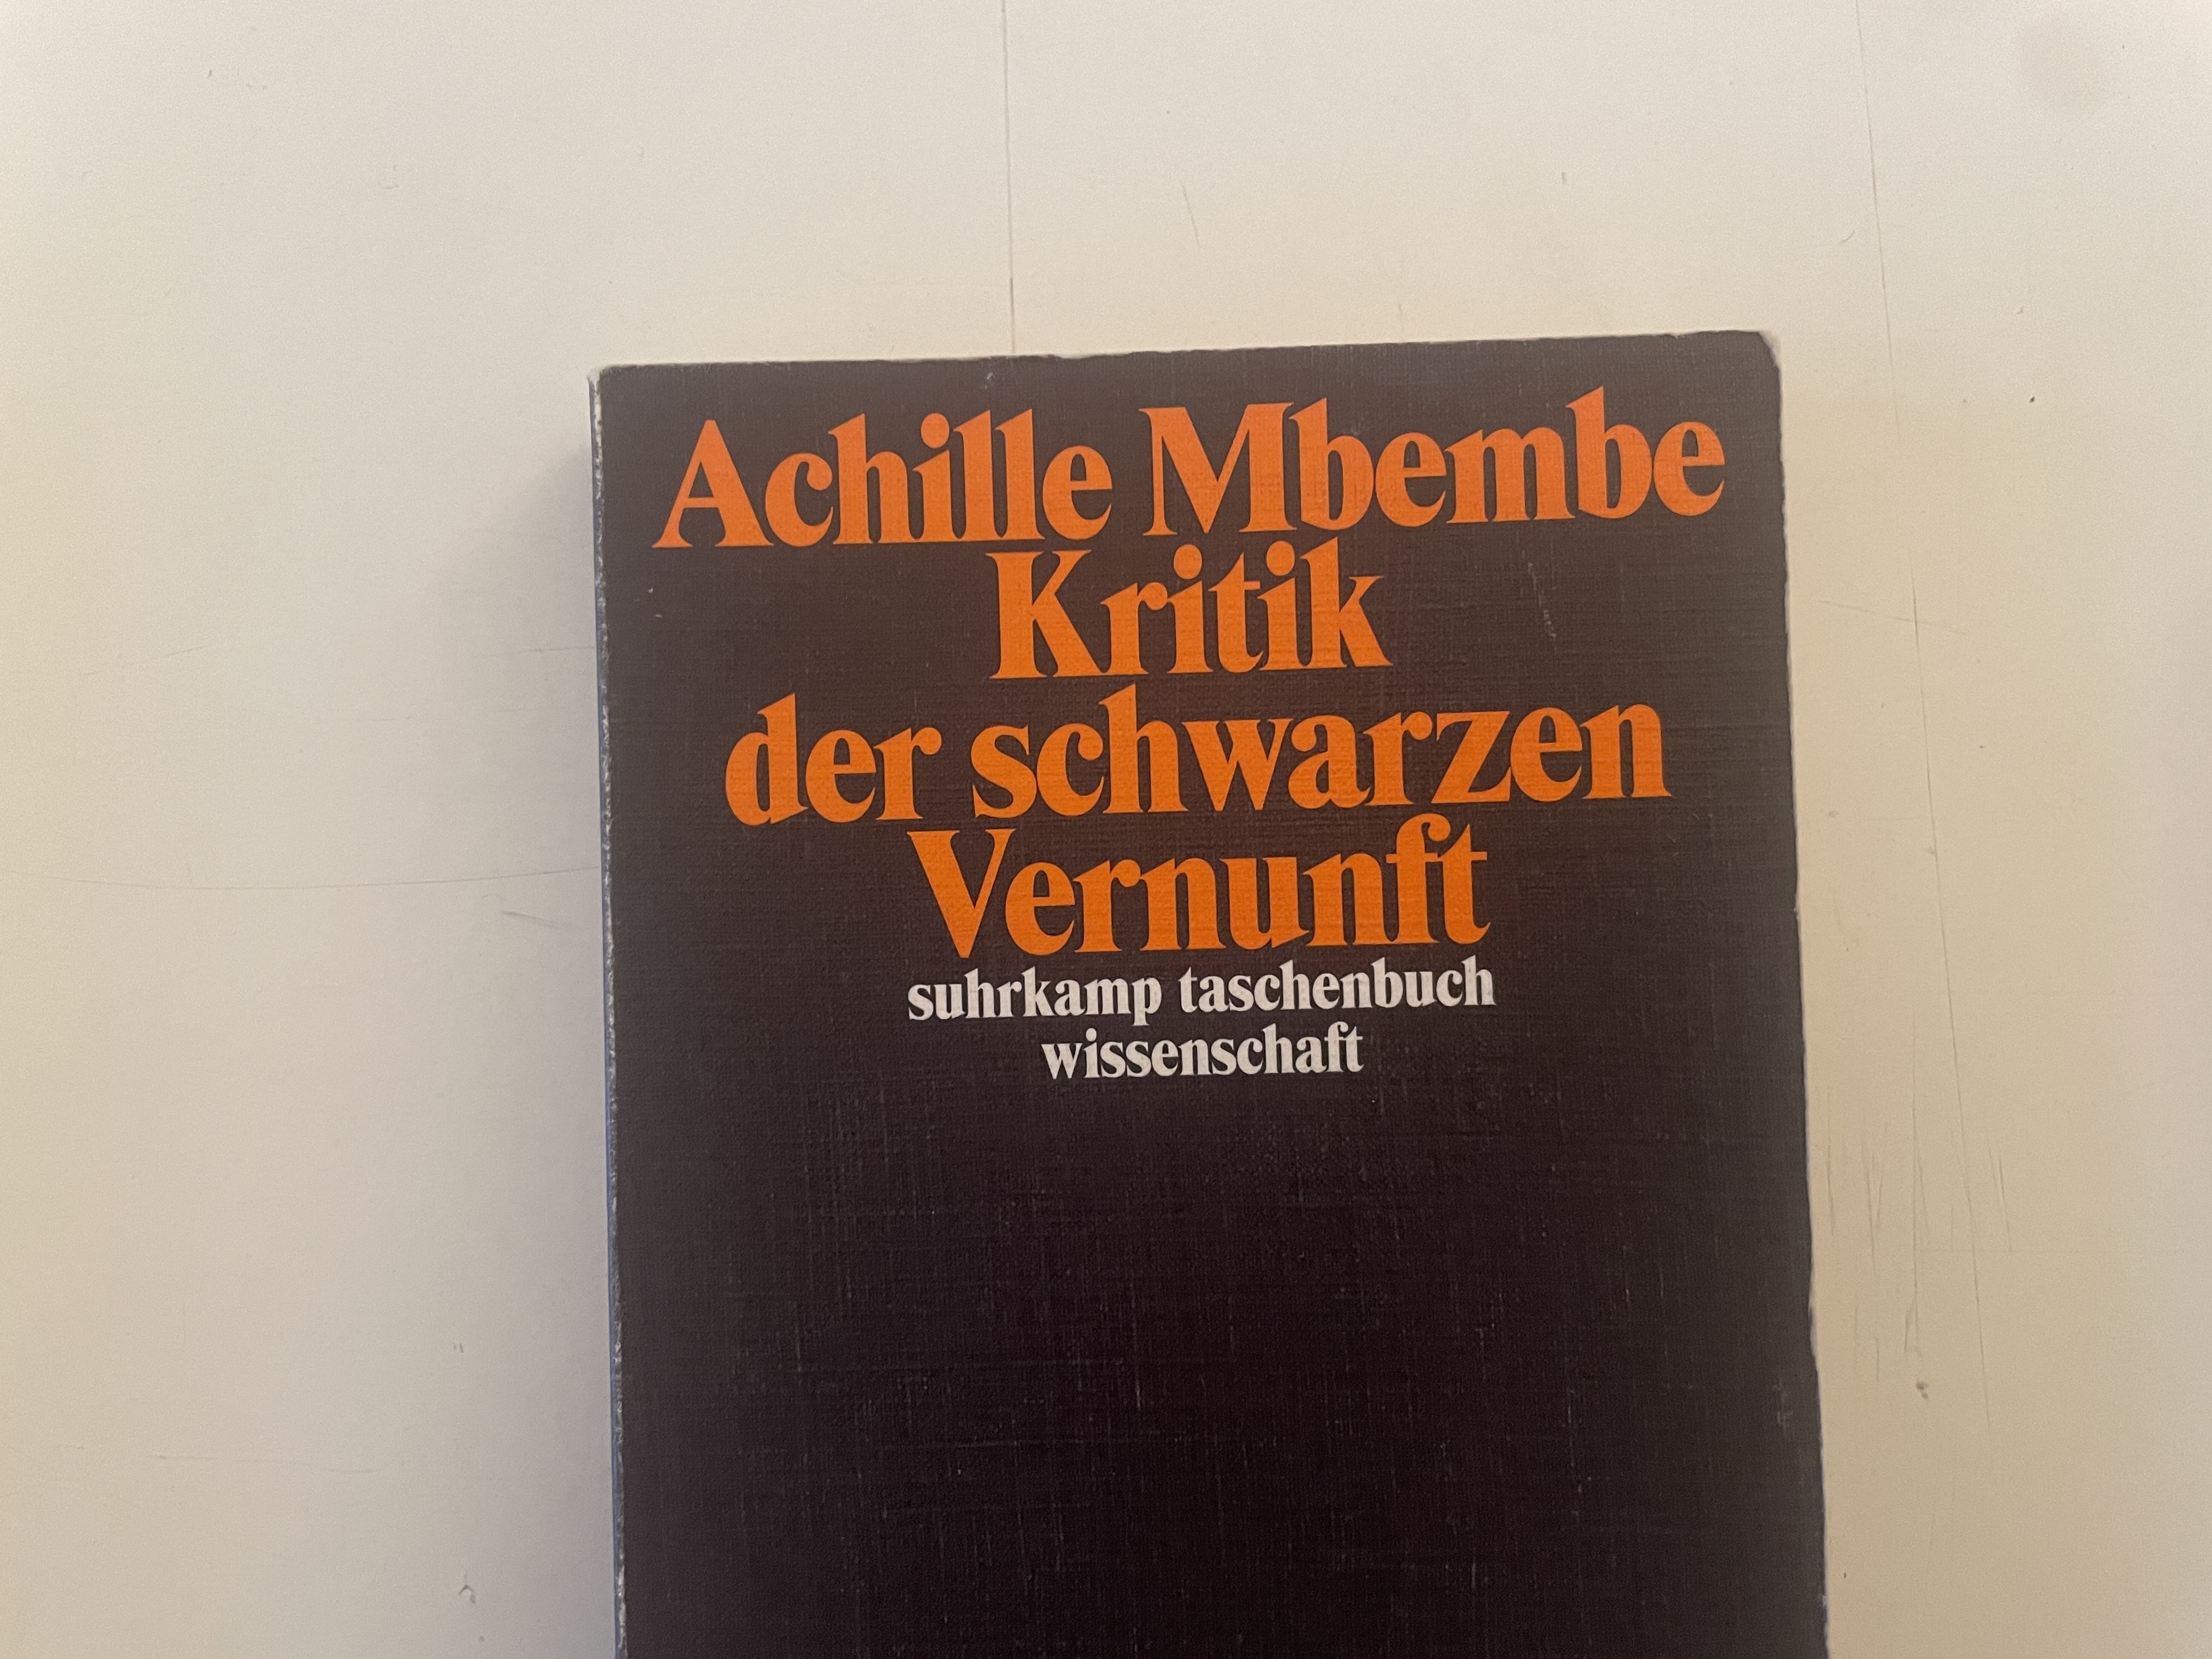 Achille Mbembe
Kritik
der schwarzen
Vernunft
suhrkamp taschenbuch
wissenschaft